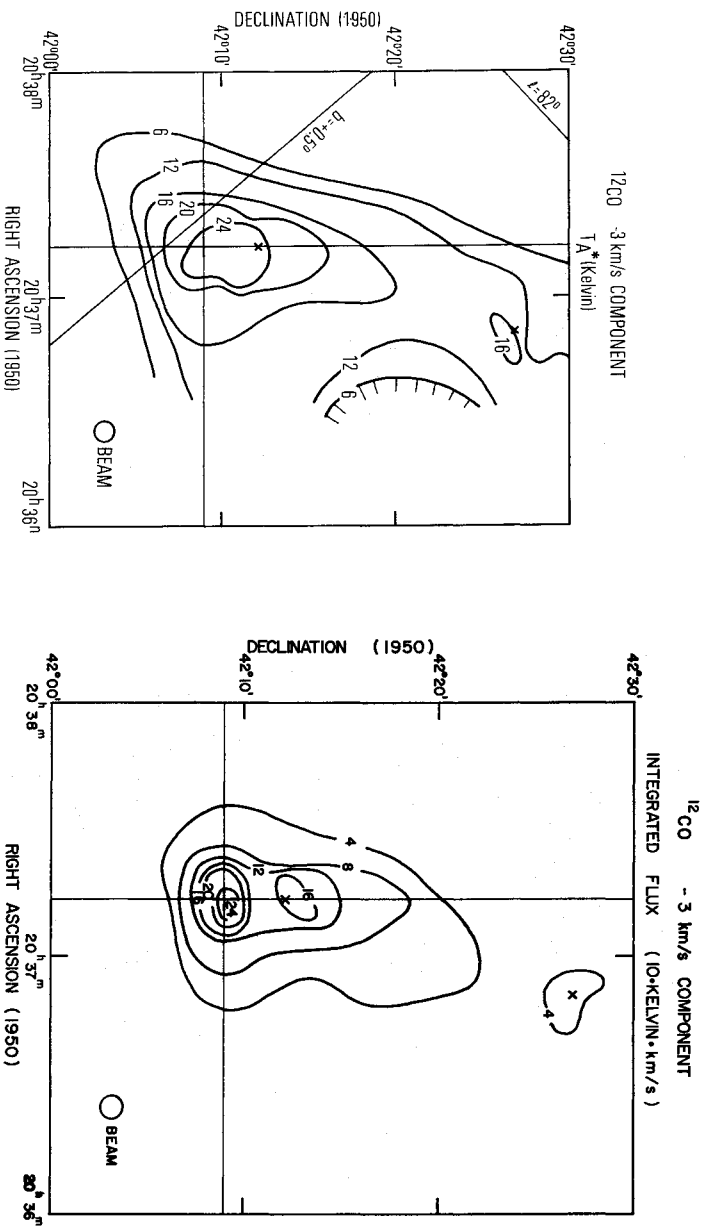 ¹²CO -3 km/s COMPONENT
T_A* (Kelvin)
DECLINATION (1950)
42°30'
42°20'
42°10'
42°00'
ℓ=82°
b=+0.5°
6
12
16
20
24
16
12
6
BEAM
20ʰ38ᵐ
20ʰ37ᵐ
20ʰ36ᵐ
RIGHT ASCENSION (1950)
¹²CO -3 km/s COMPONENT
INTEGRATED FLUX (10•KELVIN•km/s)
DECLINATION (1950)
42°30'
42°20'
42°10'
42°00'
4
8
12
16
16
20
24
4
BEAM
20ʰ38ᵐ
20ʰ37ᵐ
20ʰ36ᵐ
RIGHT ASCENSION (1950)